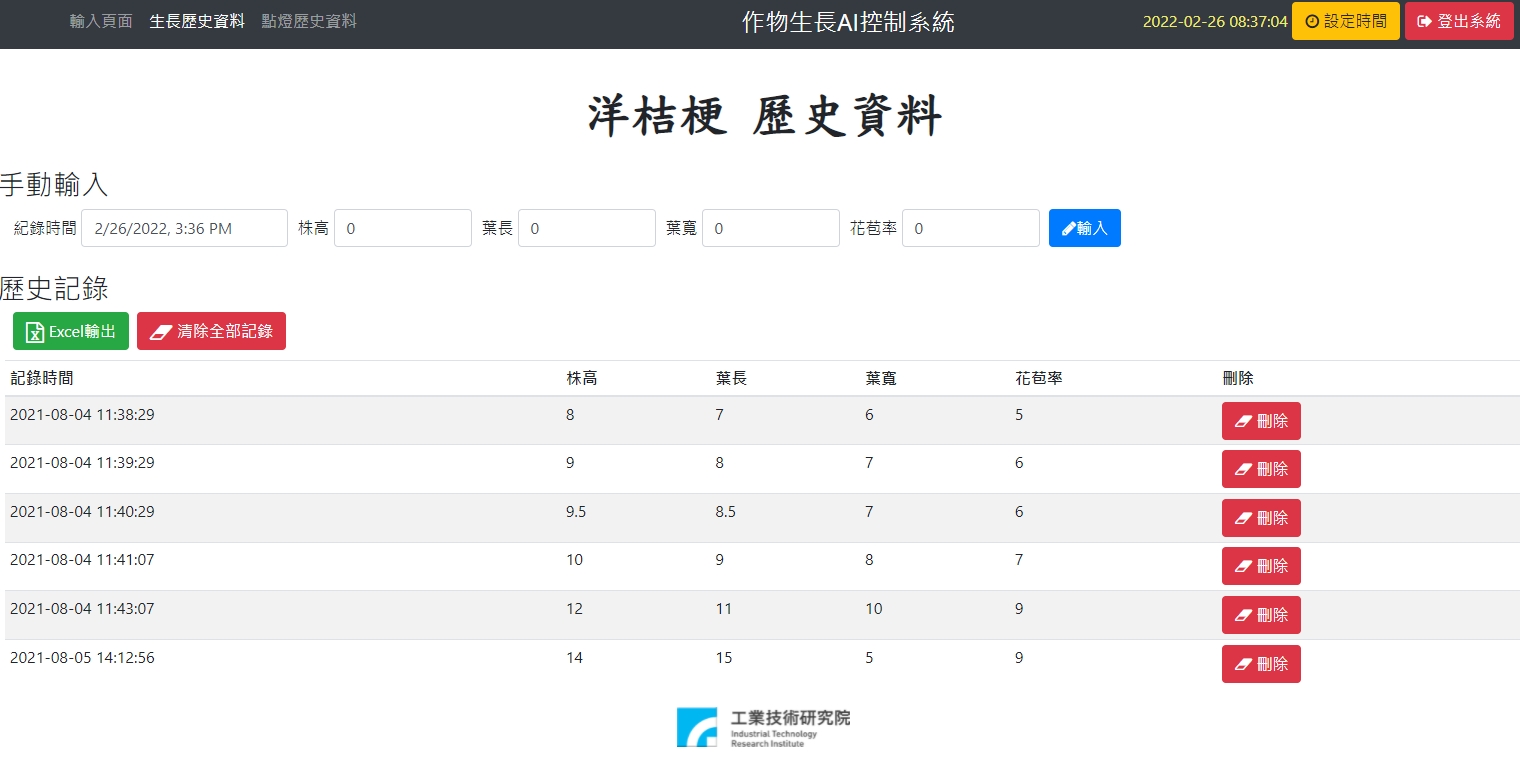 輸入頁面 生長歷史資料 點燈歷史資料 作物生長AI控制系統 2022-02-26 08:37:04 設定時間 登出系統
洋桔梗 歷史資料
手動輸入
紀錄時間 2/26/2022, 3:36 PM 株高 0 葉長 0 葉寬 0 花苞率 0 輸入
歷史記錄
Excel輸出 清除全部記錄
記錄時間 株高 葉長 葉寬 花苞率 刪除
2021-08-04 11:38:29 8 7 6 5 刪除
2021-08-04 11:39:29 9 8 7 6 刪除
2021-08-04 11:40:29 9.5 8.5 7 6 刪除
2021-08-04 11:41:07 10 9 8 7 刪除
2021-08-04 11:43:07 12 11 10 9 刪除
2021-08-05 14:12:56 14 15 5 9 刪除
工業技術研究院
Industrial Technology
Research Institute